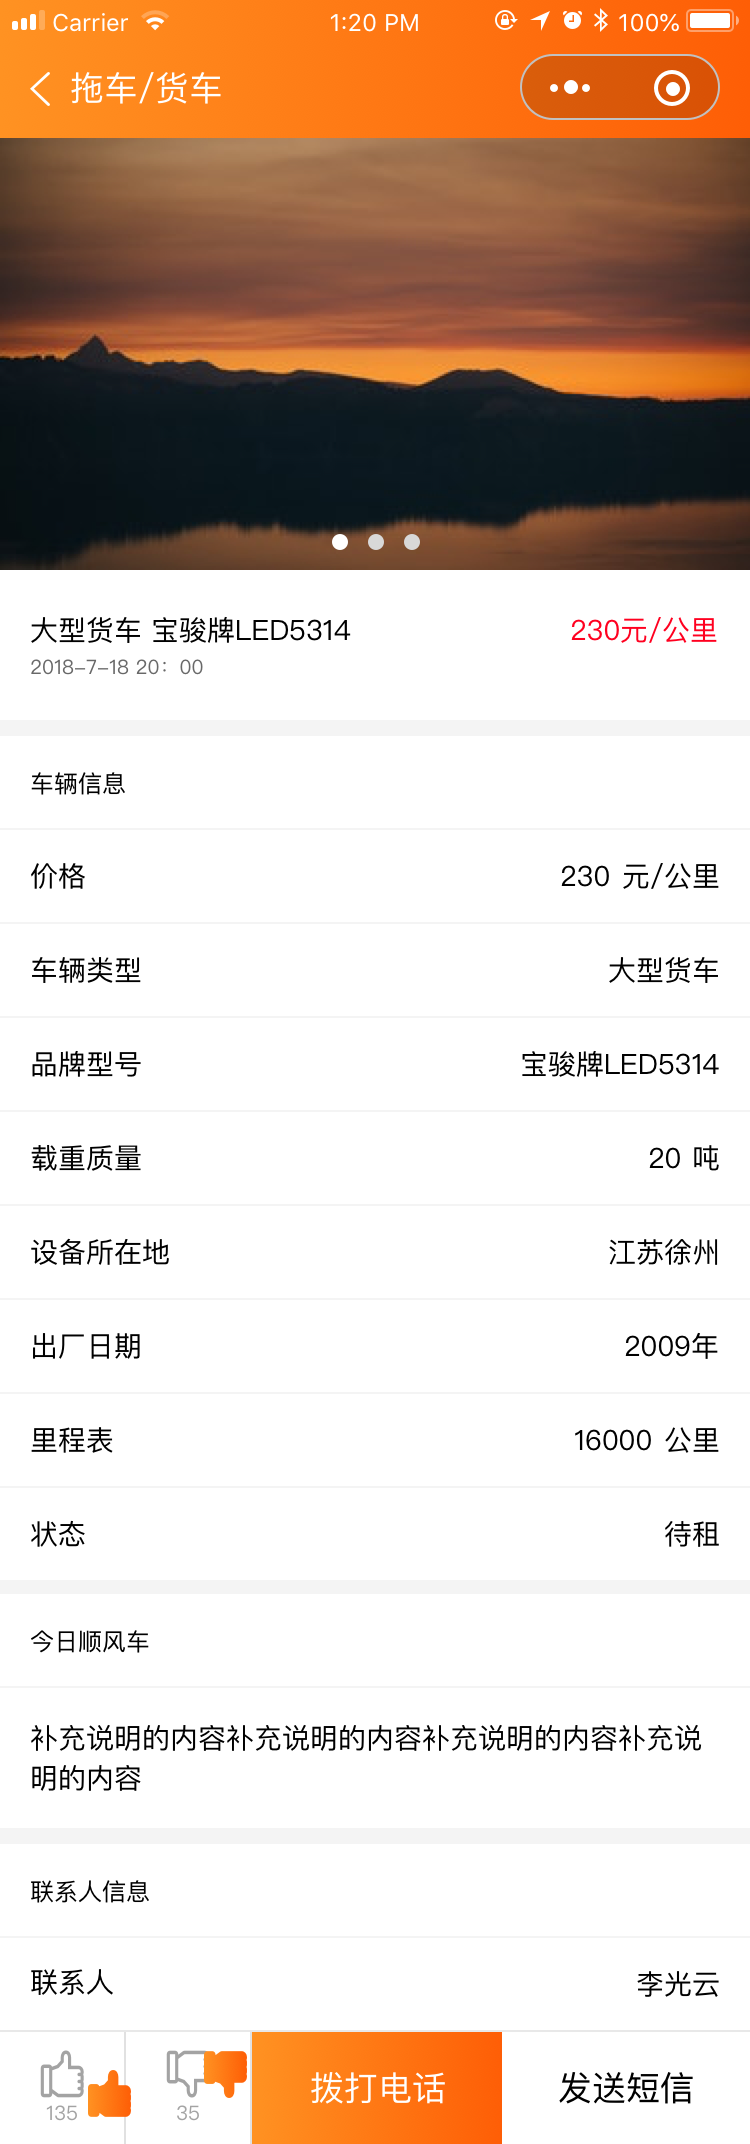 Carrier 1:20 PM 100%
拖车/货车
大型货车 宝骏牌LED5314 230元/公里
2018-7-18 20：00
车辆信息
价格 230 元/公里
车辆类型 大型货车
品牌型号 宝骏牌LED5314
载重质量 20 吨
设备所在地 江苏徐州
出厂日期 2009年
里程表 16000 公里
状态 待租
今日顺风车
补充说明的内容补充说明的内容补充说明的内容补充说
明的内容
联系人信息
联系人 李光云
135 35 拨打电话 发送短信